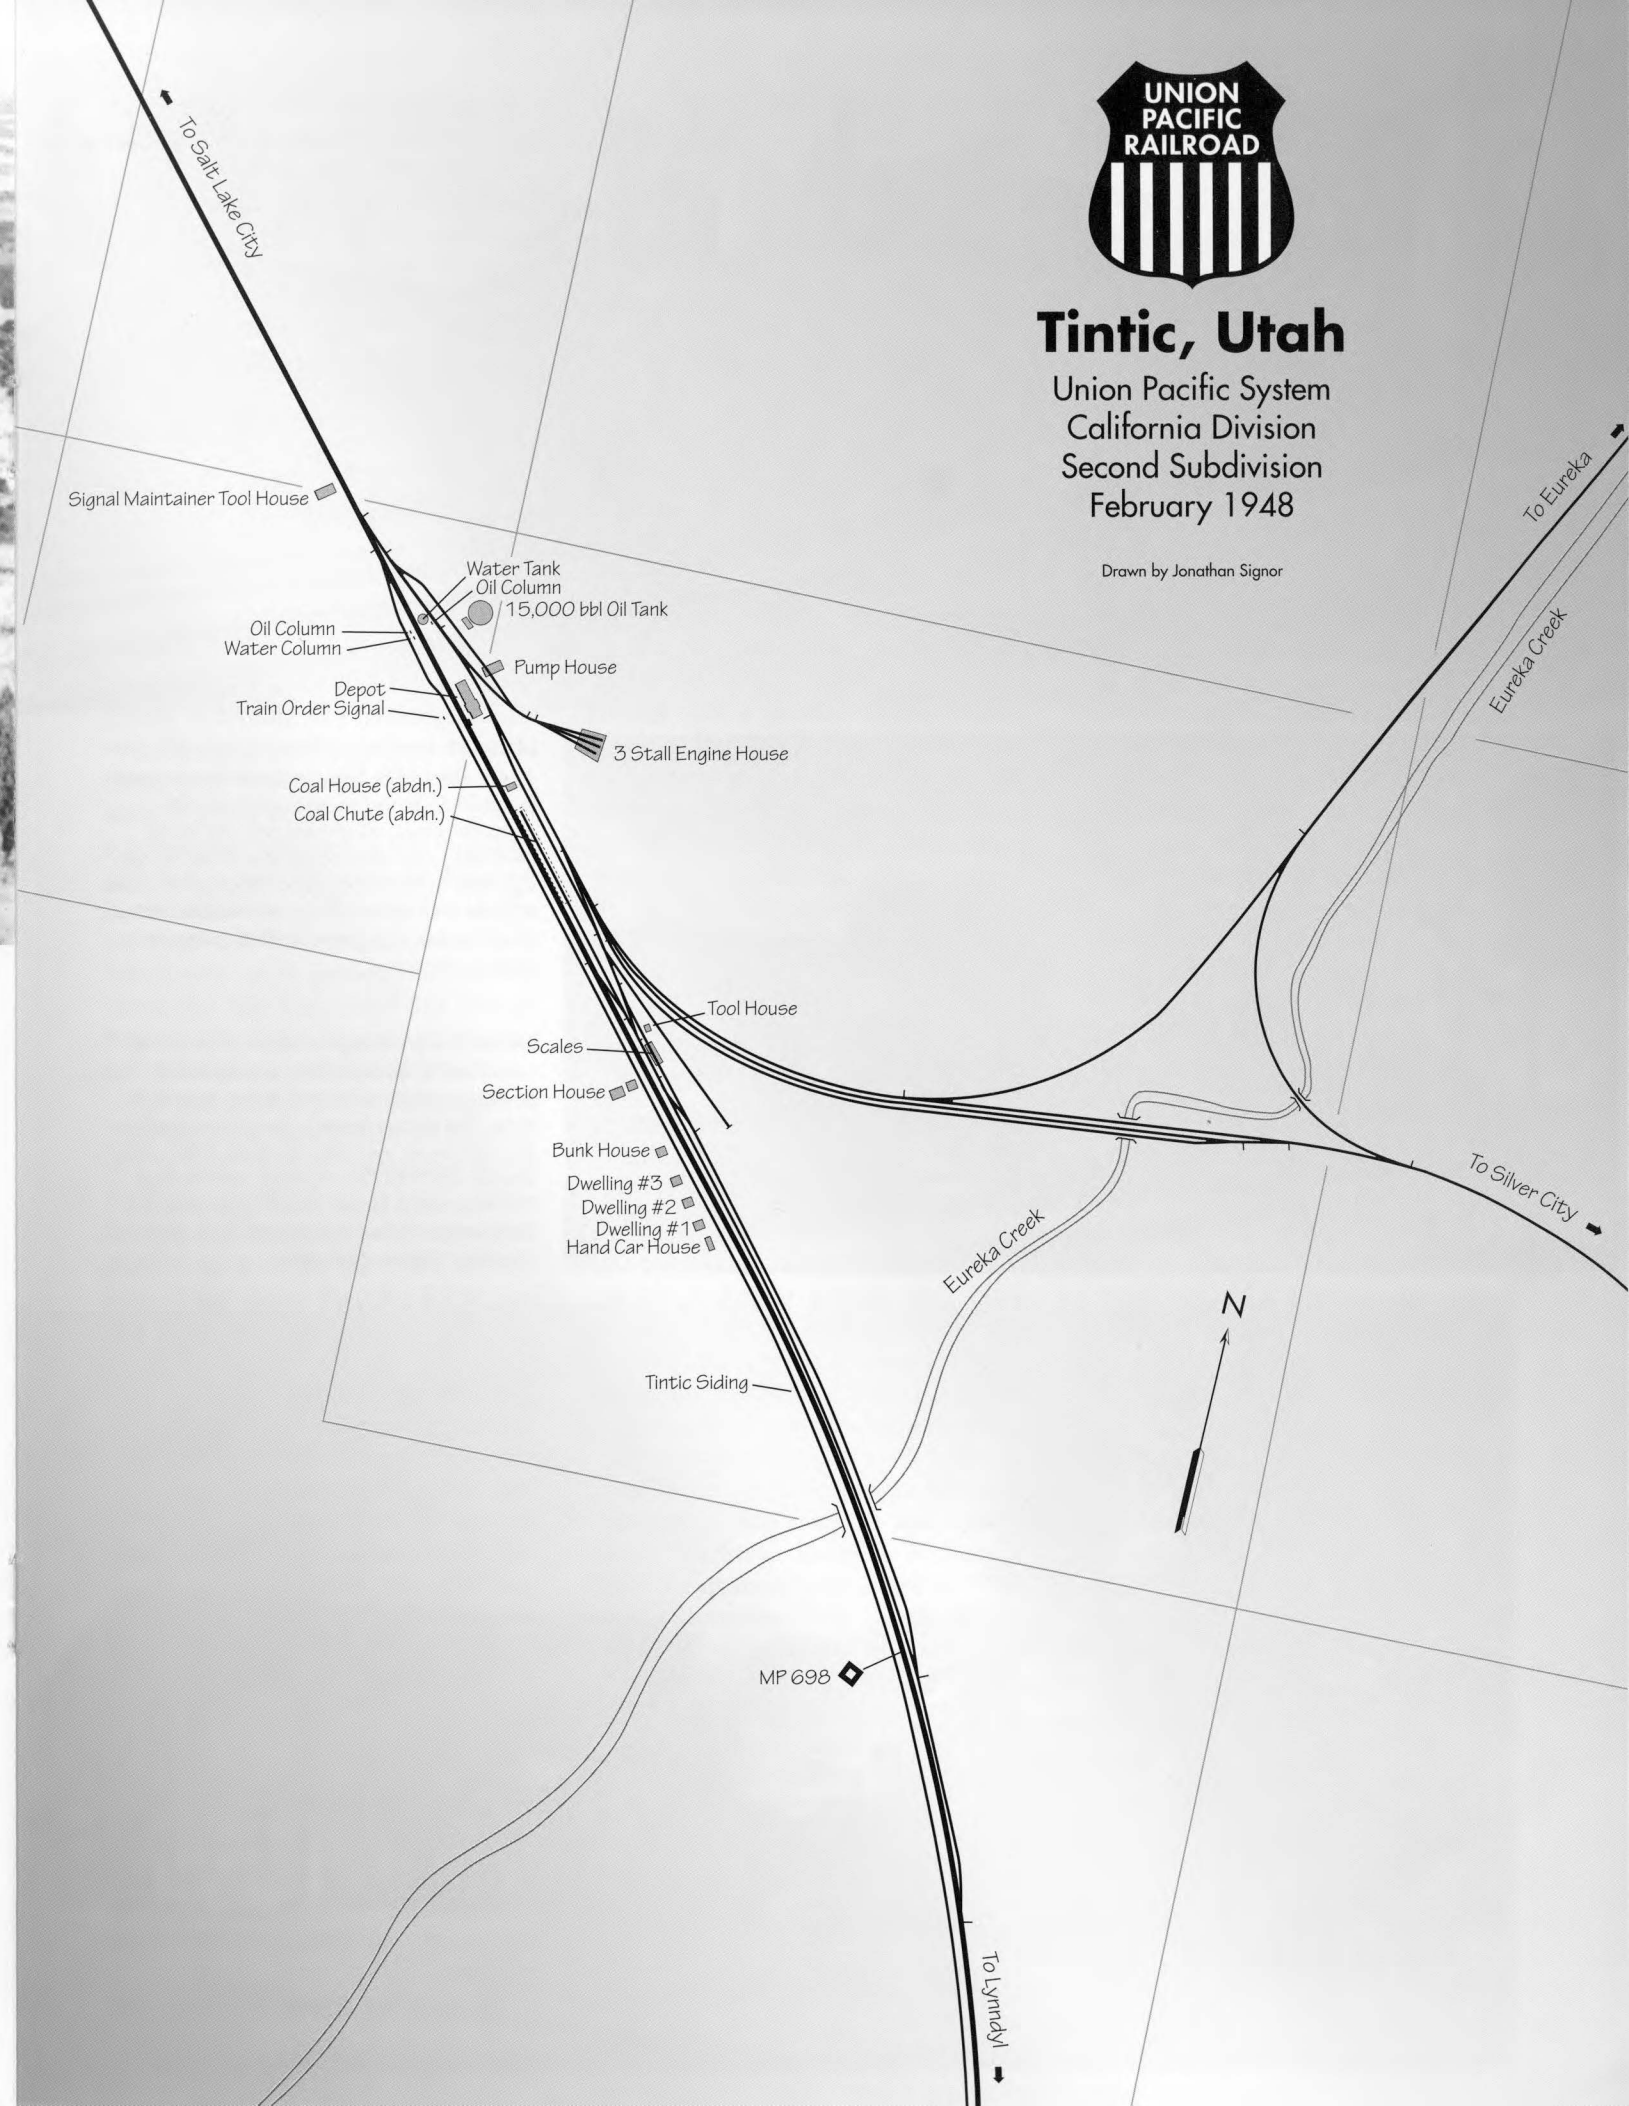 UNION
PACIFIC
RAILROAD
Tintic, Utah
Union Pacific System
California Division
Second Subdivision
February 1948
Drawn by Jonathan Signor
To Salt Lake City
To Eureka
Signal Maintainer Tool House
Water Tank
Oil Column
15,000 bbl Oil Tank
Oil Column
Water Column
Pump House
Depot
Train Order Signal
3 Stall Engine House
Coal House (abdn.)
Coal Chute (abdn.)
Eureka Creek
Tool House
Scales
Section House
Bunk House
Dwelling #3
Dwelling #2
Dwelling #1
Hand Car House
To Silver City
Eureka Creek
N
Tintic Siding
MP 698
To Lynndyl